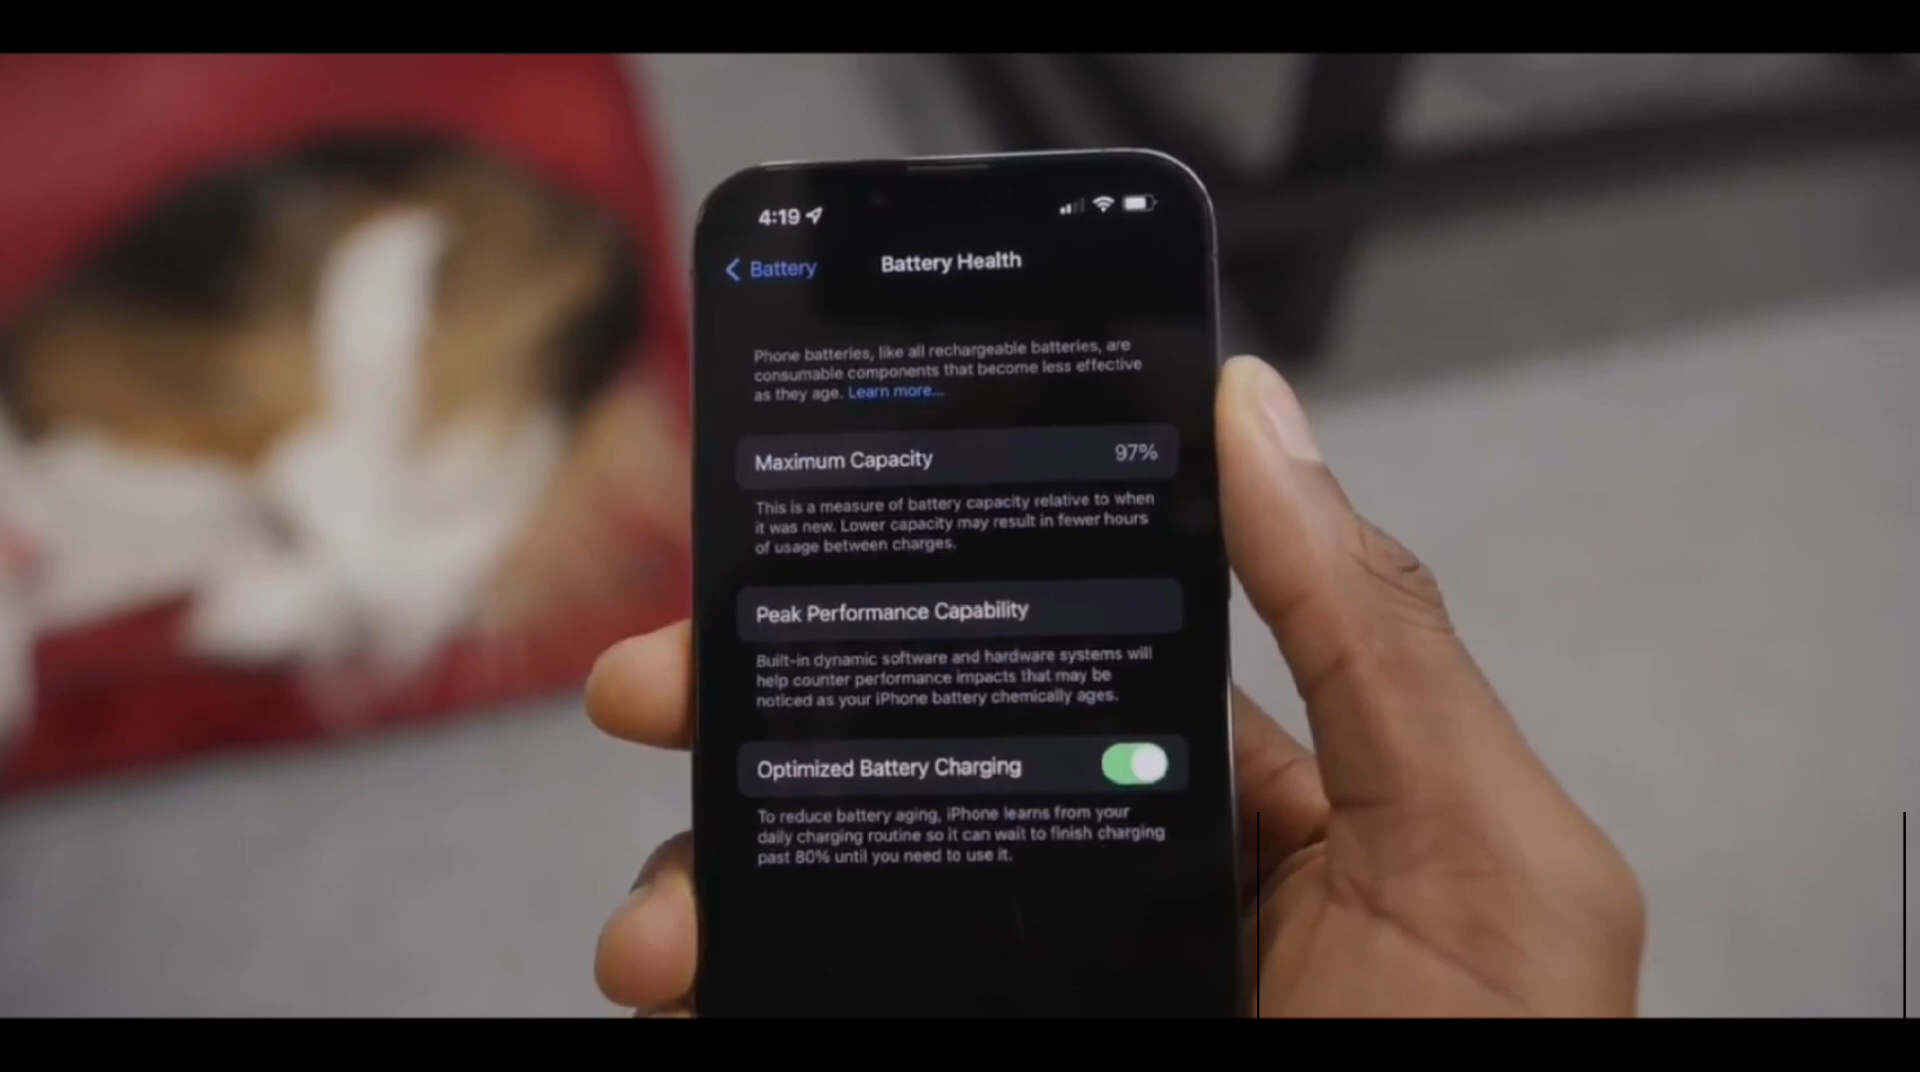 4:19
Battery
Battery Health
Phone batteries, like all rechargeable batteries, are
consumable components that become less effective
as they age. Learn more...
Maximum Capacity 97%
This is a measure of battery capacity relative to when
it was new. Lower capacity may result in fewer hours
of usage between charges.
Peak Performance Capability
Built-in dynamic software and hardware systems will
help counter performance impacts that may be
noticed as your iPhone battery chemically ages.
Optimized Battery Charging
To reduce battery aging, iPhone learns from your
daily charging routine so it can wait to finish charging
past 80% until you need to use it.